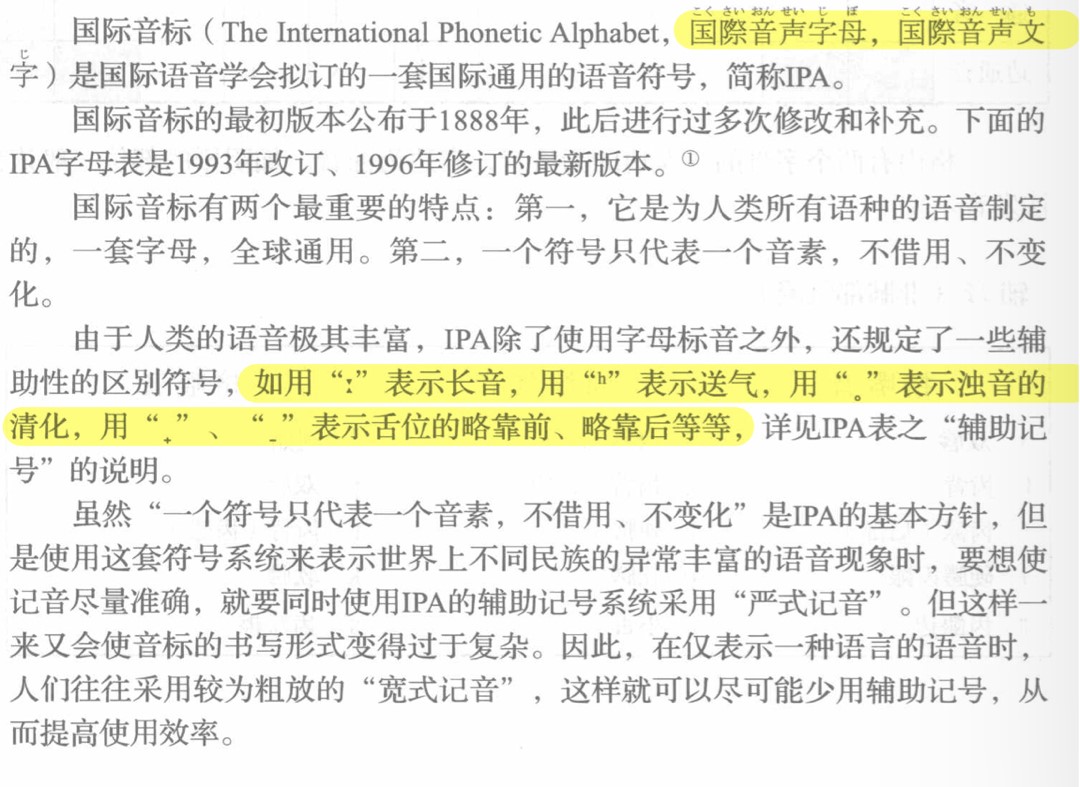 国际音标（The International Phonetic Alphabet，国際音声字母，国際音声文
こくさいおんせいじぼ こくさいおんせいも
字）是国际语音学会拟订的一套国际通用的语音符号，简称IPA。
じ
国际音标的最初版本公布于1888年，此后进行过多次修改和补充。下面的
IPA字母表是1993年改订、1996年修订的最新版本。①
国际音标有两个最重要的特点：第一，它是为人类所有语种的语音制定
的，一套字母，全球通用。第二，一个符号只代表一个音素，不借用、不变
化。
由于人类的语音极其丰富，IPA除了使用字母标音之外，还规定了一些辅
助性的区别符号，如用“ː”表示长音，用“ʰ”表示送气，用“ ̥”表示浊音的
清化，用“ ̟”、“ ̠”表示舌位的略靠前、略靠后等等，详见IPA表之“辅助记
号”的说明。
虽然“一个符号只代表一个音素，不借用、不变化”是IPA的基本方针，但
是使用这套符号系统来表示世界上不同民族的异常丰富的语音现象时，要想使
记音尽量准确，就要同时使用IPA的辅助记号系统采用“严式记音”。但这样一
来又会使音标的书写形式变得过于复杂。因此，在仅表示一种语言的语音时，
人们往往采用较为粗放的“宽式记音”，这样就可以尽可能少用辅助记号，从
而提高使用效率。